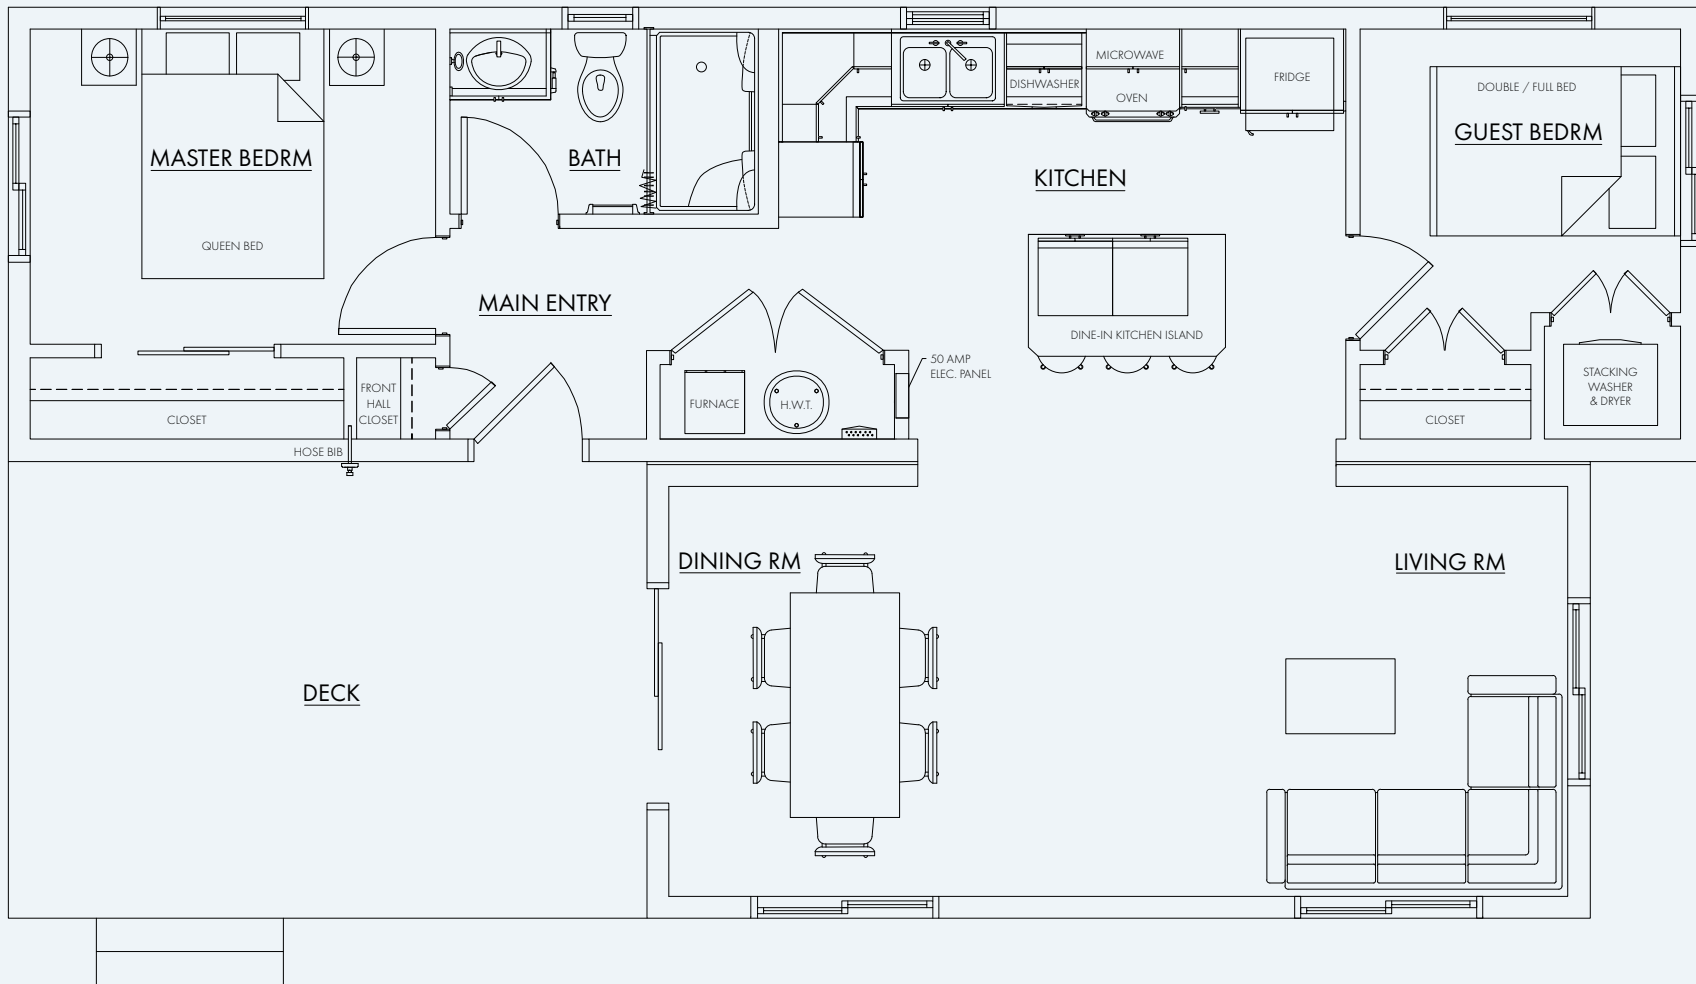 MICROWAVE
DISHWASHER
OVEN
FRIDGE
DOUBLE / FULL BED
GUEST BEDRM
MASTER BEDRM
BATH
KITCHEN
QUEEN BED
MAIN ENTRY
DINE-IN KITCHEN ISLAND
50 AMP
ELEC. PANEL
FURNACE
H.W.T.
FRONT
HALL
CLOSET
CLOSET
CLOSET
STACKING
WASHER
& DRYER
HOSE BIB
DINING RM
LIVING RM
DECK